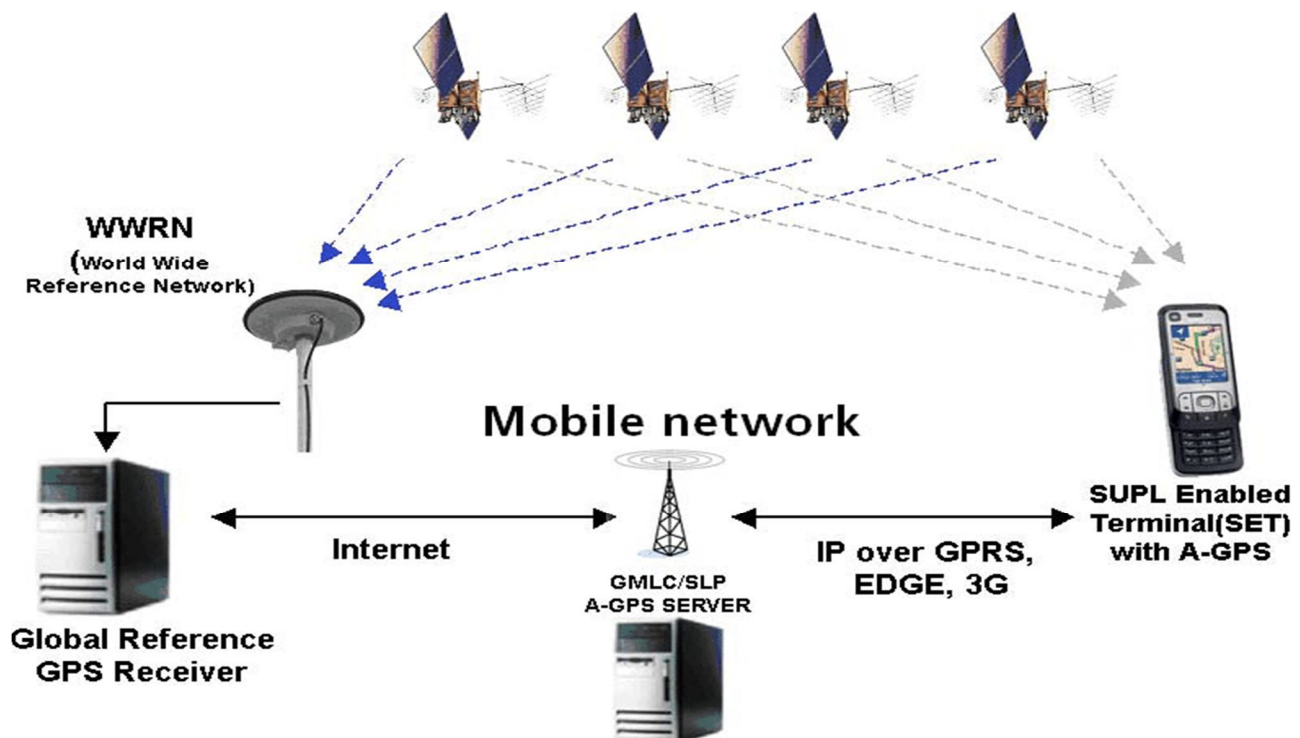 WWRN
(World Wide
Reference Network)
Mobile network
Internet
IP over GPRS,
EDGE, 3G
SUPL Enabled
Terminal(SET)
with A-GPS
GMLC/SLP
A-GPS SERVER
Global Reference
GPS Receiver